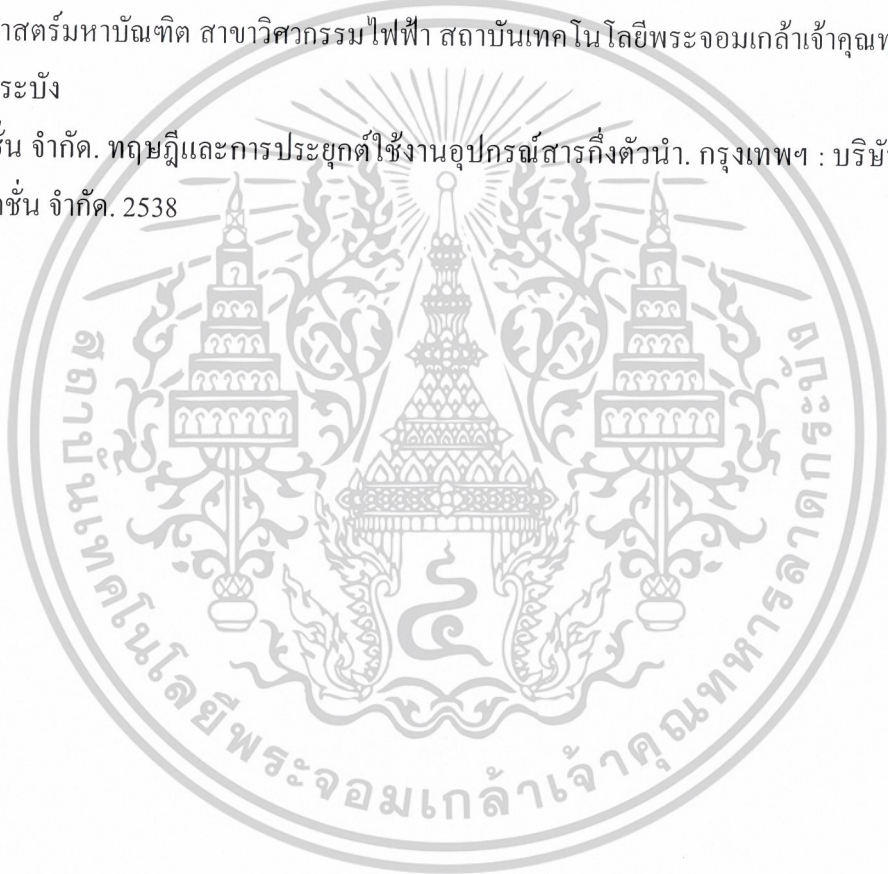 าสตร์มหาบัณฑิต สาขาวิศวกรรมไฟฟ้า สถาบันเทคโนโลยีพระจอมเกล้าเจ้าคุณท
ระบัง
ชั่น จำกัด. ทฤษฎีและการประยุกต์ใช้งานอุปกรณ์สารกึ่งตัวนำ. กรุงเทพฯ : บริษั
าชั่น จำกัด. 2538
สถาบันเทคโนโลยีพระจอมเกล้าเจ้าคุณทหารลาดกระบัง
๔